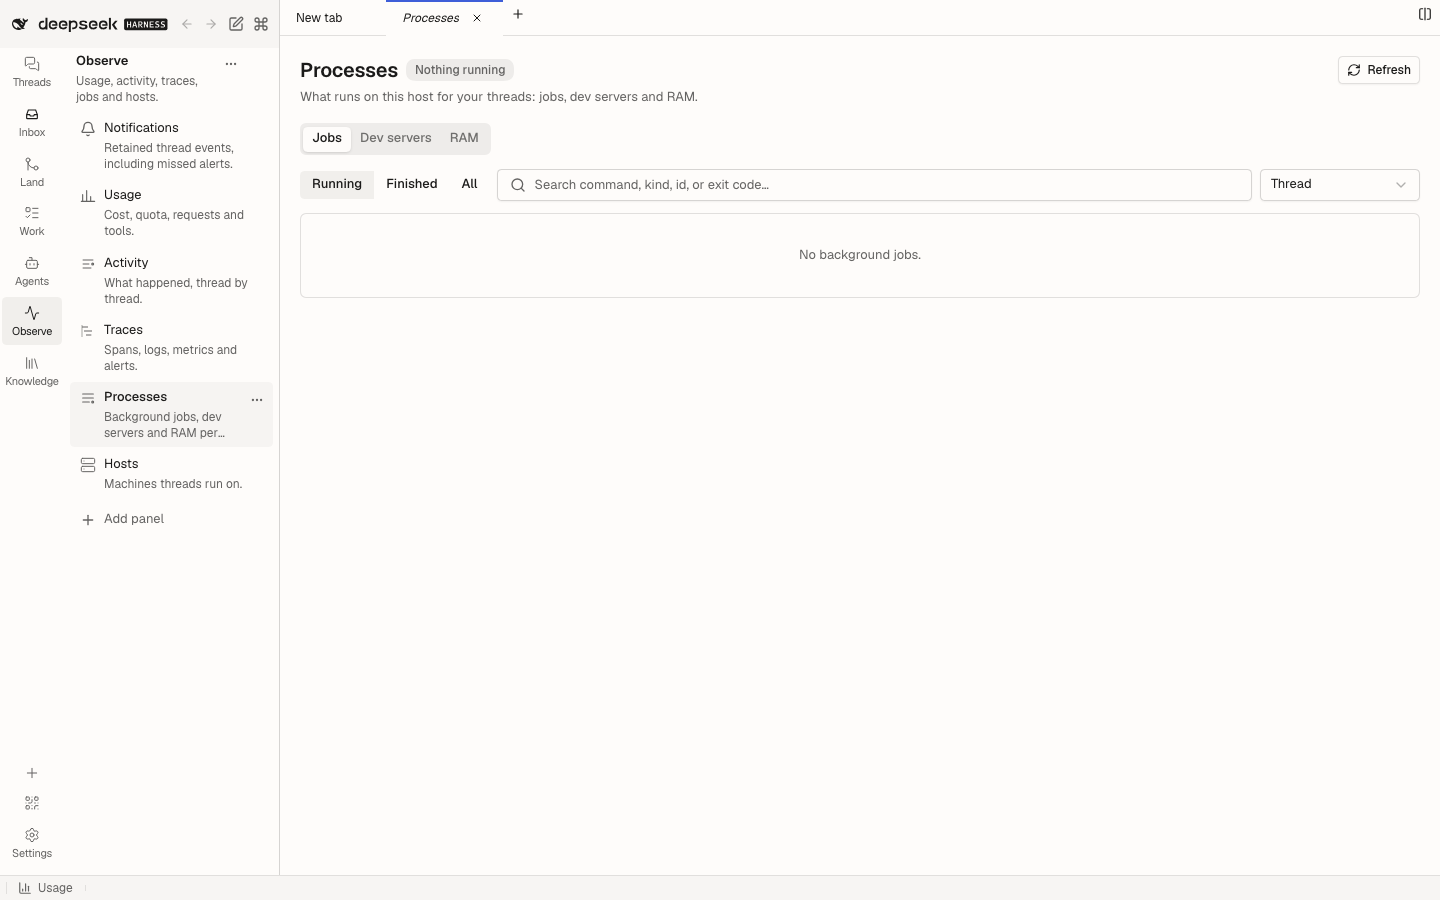 deepseek HARNESS
New tab
Processes
Threads
Inbox
Land
Work
Agents
Observe
Knowledge
Settings
Observe
Usage, activity, traces,
jobs and hosts.
Notifications
Retained thread events,
including missed alerts.
Usage
Cost, quota, requests and
tools.
Activity
What happened, thread by
thread.
Traces
Spans, logs, metrics and
alerts.
Processes
Background jobs, dev
servers and RAM per…
Hosts
Machines threads run on.
Add panel
Processes
Nothing running
Refresh
What runs on this host for your threads: jobs, dev servers and RAM.
Jobs
Dev servers
RAM
Running
Finished
All
Search command, kind, id, or exit code…
Thread
No background jobs.
Usage